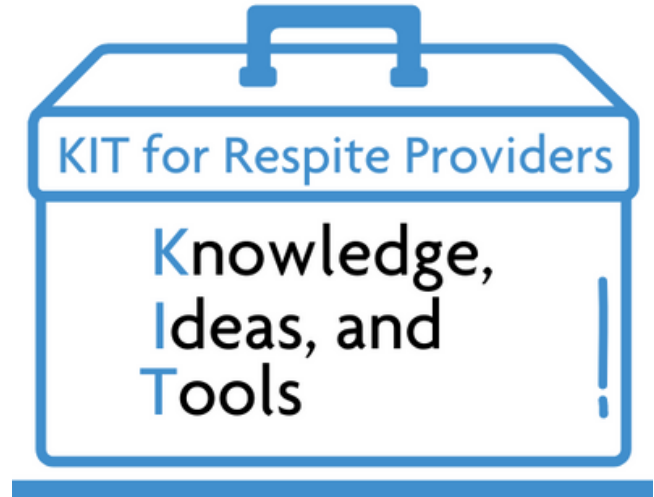 KIT for Respite Providers
Knowledge,
Ideas, and
Tools